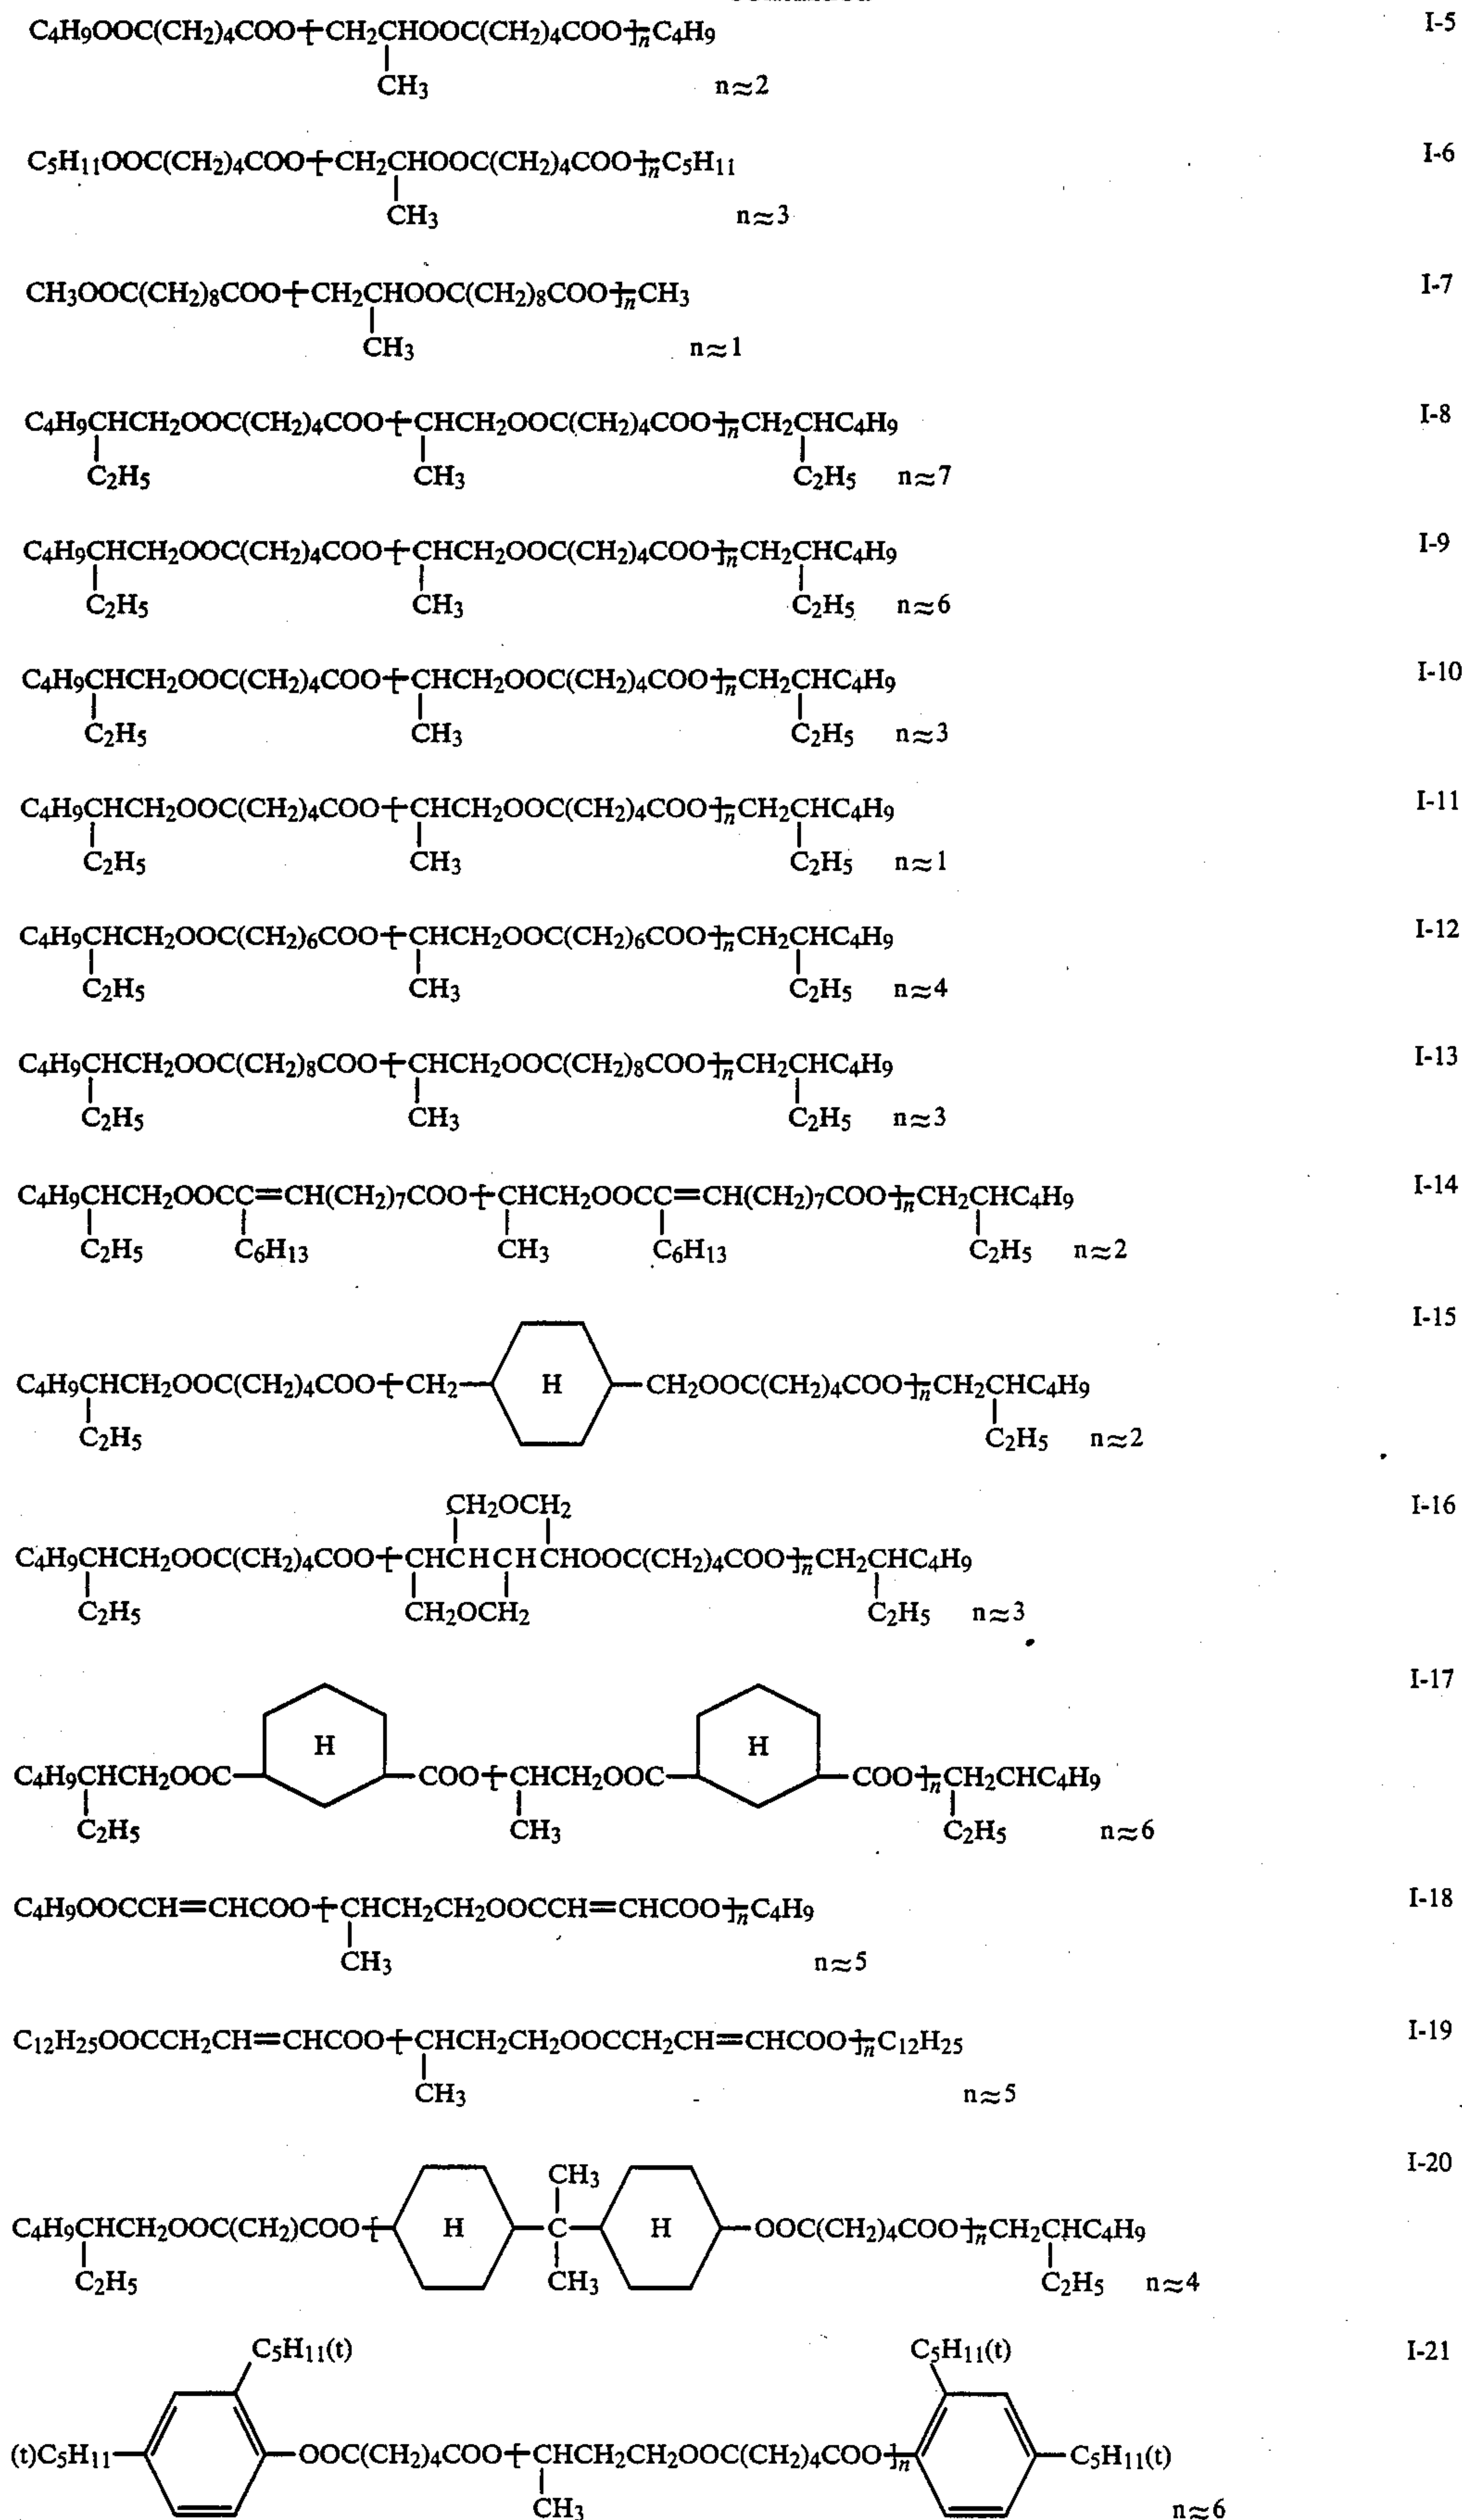 C4H9OOC(CH2)4COO-[-CH2CHOOC(CH2)4COO-]-nC4H9 I-5
CH3 n≈2
C5H11OOC(CH2)4COO-[-CH2CHOOC(CH2)4COO-]-nC5H11 I-6
CH3 n≈3
CH3OOC(CH2)8COO-[-CH2CHOOC(CH2)8COO-]-nCH3 I-7
CH3 n≈1
C4H9CHCH2OOC(CH2)4COO-[-CHCH2OOC(CH2)4COO-]-nCH2CHC4H9 I-8
C2H5 CH3 C2H5 n≈7
C4H9CHCH2OOC(CH2)4COO-[-CHCH2OOC(CH2)4COO-]-nCH2CHC4H9 I-9
C2H5 CH3 C2H5 n≈6
C4H9CHCH2OOC(CH2)4COO-[-CHCH2OOC(CH2)4COO-]-nCH2CHC4H9 I-10
C2H5 CH3 C2H5 n≈3
C4H9CHCH2OOC(CH2)4COO-[-CHCH2OOC(CH2)4COO-]-nCH2CHC4H9 I-11
C2H5 CH3 C2H5 n≈1
C4H9CHCH2OOC(CH2)6COO-[-CHCH2OOC(CH2)6COO-]-nCH2CHC4H9 I-12
C2H5 CH3 C2H5 n≈4
C4H9CHCH2OOC(CH2)8COO-[-CHCH2OOC(CH2)8COO-]-nCH2CHC4H9 I-13
C2H5 CH3 C2H5 n≈3
C4H9CHCH2OOCC=CH(CH2)7COO-[-CHCH2OOCC=CH(CH2)7COO-]-nCH2CHC4H9 I-14
C2H5 C6H13 CH3 C6H13 C2H5 n≈2
I-15
C4H9CHCH2OOC(CH2)4COO-[-CH2- H -CH2OOC(CH2)4COO-]-nCH2CHC4H9
C2H5 C2H5 n≈2
CH2OCH2 I-16
C4H9CHCH2OOC(CH2)4COO-[-CHCHCHCHOOC(CH2)4COO-]-nCH2CHC4H9
C2H5 CH2OCH2 C2H5 n≈3
I-17
H H
C4H9CHCH2OOC- -COO-[-CHCH2OOC- -COO-]-nCH2CHC4H9
C2H5 CH3 C2H5 n≈6
C4H9OOCCH=CHCOO-[-CHCH2CH2OOCCH=CHCOO-]-nC4H9 I-18
CH3 n≈5
C12H25OOCCH2CH=CHCOO-[-CHCH2CH2OOCCH2CH=CHCOO-]-nC12H25 I-19
CH3 n≈5
CH3 I-20
C4H9CHCH2OOC(CH2)COO-[- H -C- H -OOC(CH2)4COO-]-nCH2CHC4H9
C2H5 CH3 C2H5 n≈4
C5H11(t) C5H11(t) I-21
(t)C5H11- -OOC(CH2)4COO-[-CHCH2CH2OOC(CH2)4COO-]-n -C5H11(t)
CH3 n≈6